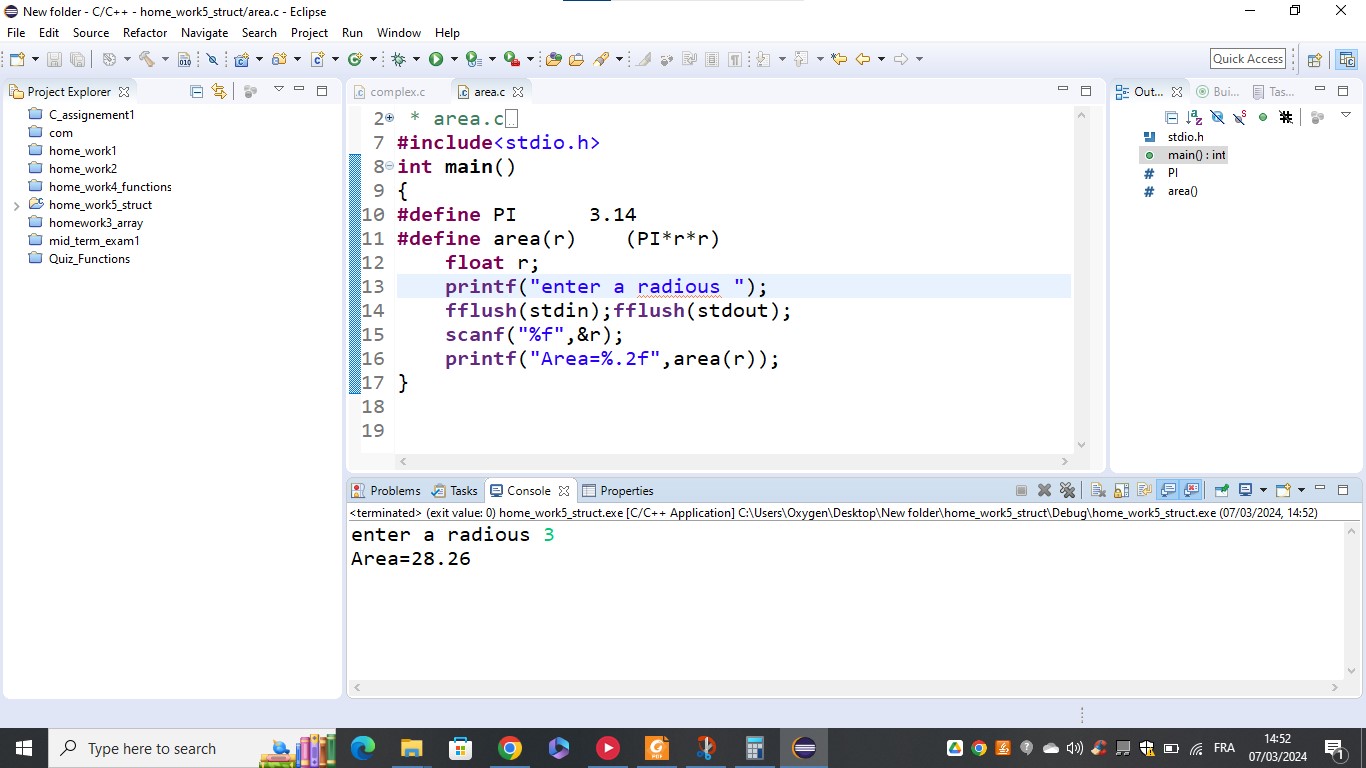 New folder - C/C++ - home_work5_struct/area.c - Eclipse
File Edit Source Refactor Navigate Search Project Run Window Help
Quick Access
Project Explorer
C_assignement1
com
home_work1
home_work2
home_work4_functions
home_work5_struct
homework3_array
mid_term_exam1
Quiz_Functions
complex.c area.c
2 * area.c
7 #include<stdio.h>
8 int main()
9 {
10 #define PI 3.14
11 #define area(r) (PI*r*r)
12 float r;
13 printf("enter a radious ");
14 fflush(stdin);fflush(stdout);
15 scanf("%f",&r);
16 printf("Area=%.2f",area(r));
17 }
18
19
Out... Bui... Tas...
stdio.h
main() : int
PI
area()
Problems Tasks Console Properties
<terminated> (exit value: 0) home_work5_struct.exe [C/C++ Application] C:\Users\Oxygen\Desktop\New folder\home_work5_struct\Debug\home_work5_struct.exe (07/03/2024, 14:52)
enter a radious 3
Area=28.26
Type here to search
FRA
14:52
07/03/2024
1